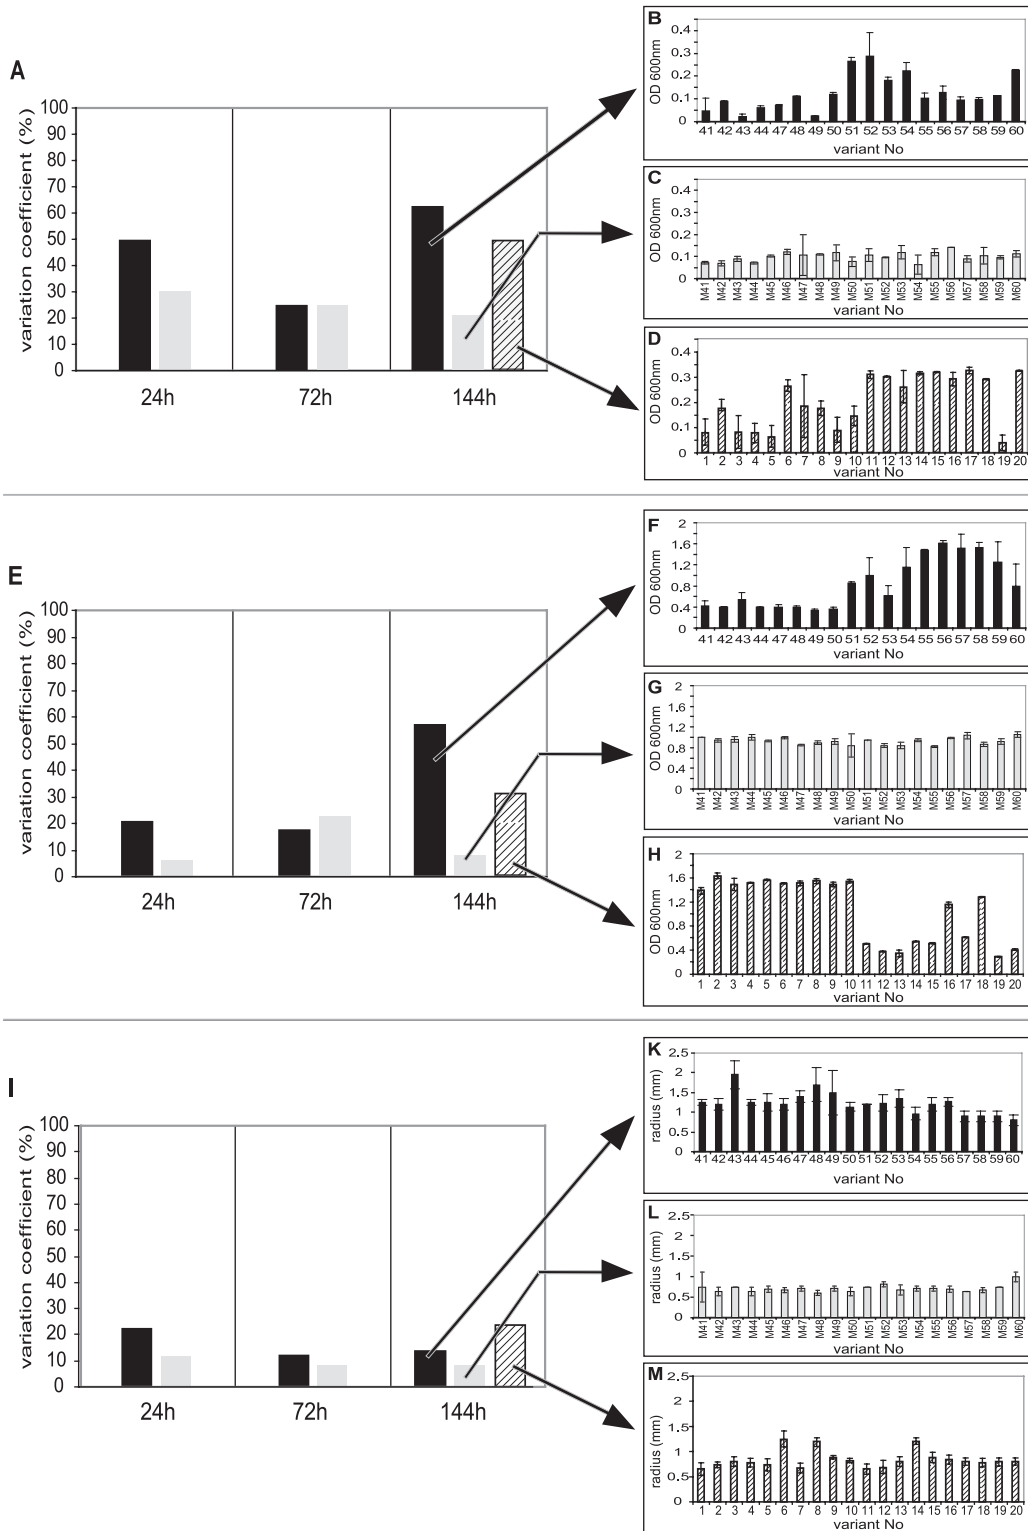 A
variation coefficient (%)
100
90
80
70
60
50
40
30
20
10
0
24h
72h
144h
B
OD 600nm
0.4
0.3
0.2
0.1
0
41 42 43 44 47 48 49 50 51 52 53 54 55 56 57 58 59 60
variant No
C
OD 600nm
0.4
0.3
0.2
0.1
0
M41 M42 M43 M44 M45 M46 M47 M48 M49 M50 M51 M52 M53 M54 M55 M56 M57 M58 M59 M60
D
OD 600nm
0.4
0.3
0.2
0.1
0
1 2 3 4 5 6 7 8 9 10 11 12 13 14 15 16 17 18 19 20
variant No
E
variation coefficient (%)
100
90
80
70
60
50
40
30
20
10
0
24h
72h
144h
F
OD 600nm
2
1.6
1.2
0.8
0.4
0
41 42 43 44 47 48 49 50 51 52 53 54 55 56 57 58 59 60
variant No
G
OD 600nm
2
1.6
1.2
0.8
0.4
0
M41 M42 M43 M44 M45 M46 M47 M48 M49 M50 M51 M52 M53 M54 M55 M56 M57 M58 M59 M60
H
OD 600nm
2
1.6
1.2
0.8
0.4
0
1 2 3 4 5 6 7 8 9 10 11 12 13 14 15 16 17 18 19 20
variant No
I
variation coefficient (%)
100
90
80
70
60
50
40
30
20
10
0
24h
72h
144h
K
radius (mm)
2.5
2
1.5
1
0.5
0
41 42 43 44 45 46 47 48 49 50 51 52 53 54 55 56 57 58 59 60
variant No
L
radius (mm)
2.5
2
1.5
1
0.5
0
M41 M42 M43 M44 M45 M46 M47 M48 M49 M50 M51 M52 M53 M54 M55 M56 M57 M58 M59 M60
M
radius (mm)
2.5
2
1.5
1
0.5
0
1 2 3 4 5 6 7 8 9 10 11 12 13 14 15 16 17 18 19 20
variant No